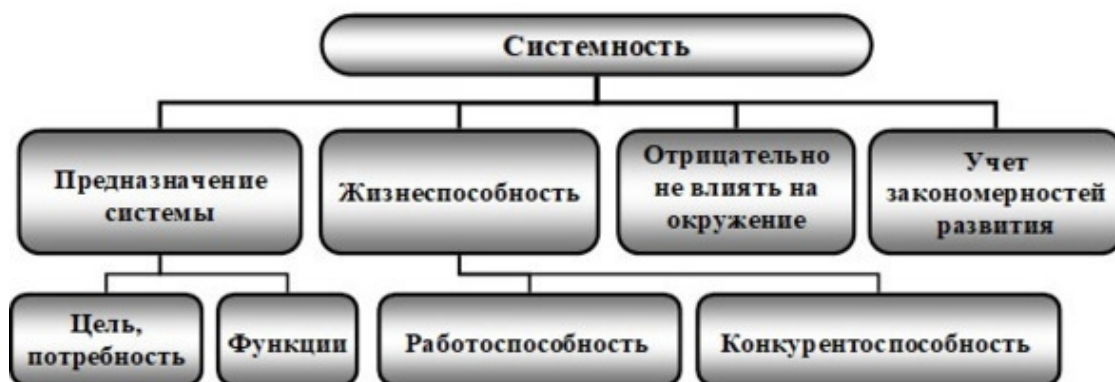 Системность
Предназначение
системы
Жизнеспособность
Отрицательно
не влиять на
окружение
Учет
закономерностей
развития
Цель,
потребность
Функции
Работоспособность
Конкурентоспособность